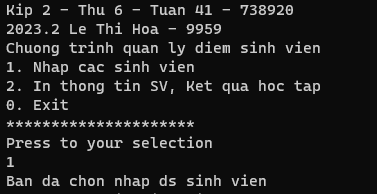 Kip 2 - Thu 6 - Tuan 41 - 738920
2023.2 Le Thi Hoa - 9959
Chuong trinh quan ly diem sinh vien
1. Nhap cac sinh vien
2. In thong tin SV, Ket qua hoc tap
0. Exit
*********************
Press to your selection
1
Ban da chon nhap ds sinh vien